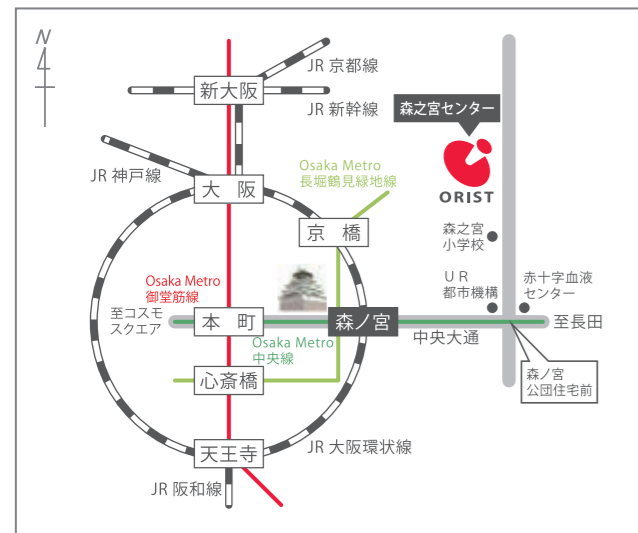 N
JR 京都線
新大阪
JR 新幹線
森之宮センター
JR 神戸線
Osaka Metro
長堀鶴見緑地線
ORIST
大 阪
京 橋
森之宮
小学校
Osaka Metro
御堂筋線
UR
都市機構
赤十字血液
センター
至コスモ
スクエア
本 町
森ノ宮
中央大通
至長田
Osaka Metro
中央線
心斎橋
森ノ宮
公団住宅前
天王寺
JR 大阪環状線
JR 阪和線